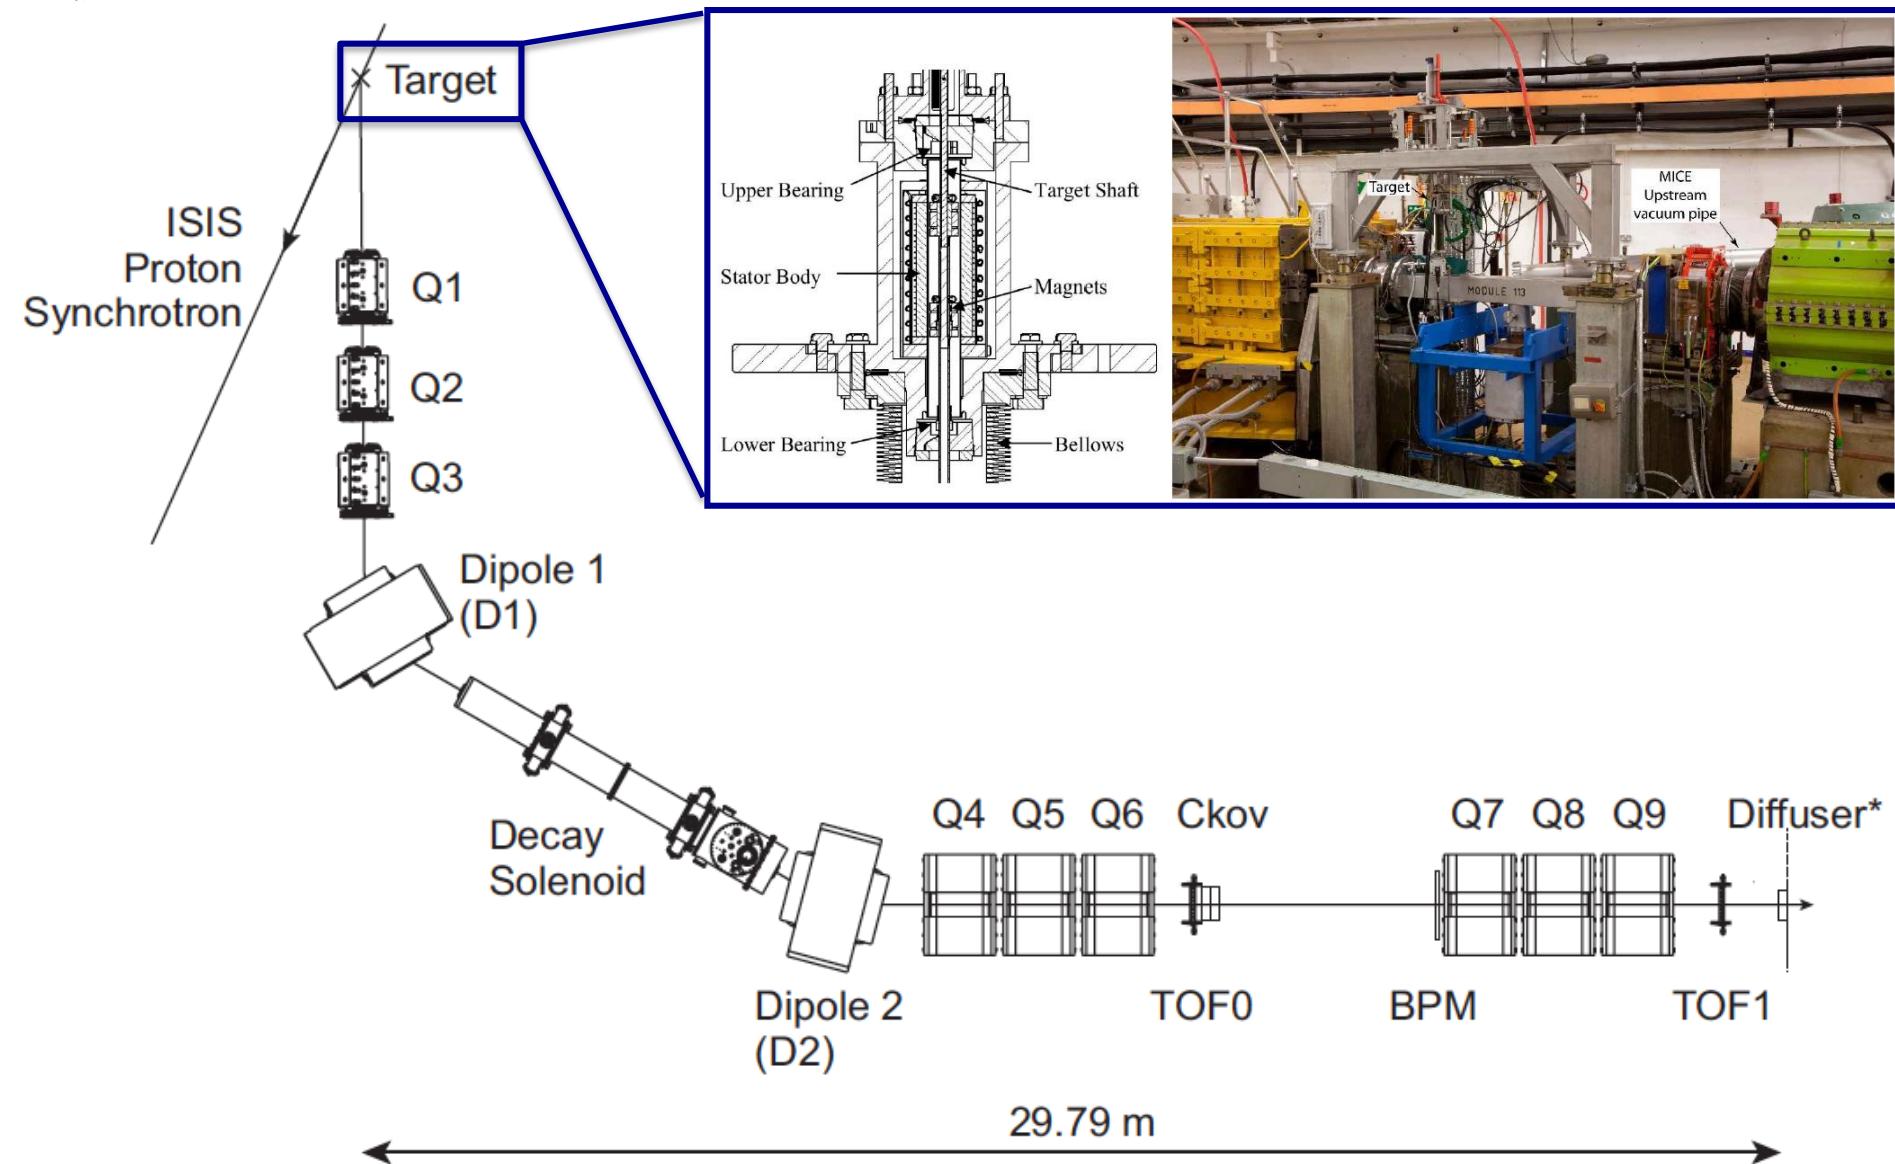 Target
ISIS
Proton
Synchrotron
Q1
Q2
Q3
Upper Bearing
Target Shaft
Stator Body
Magnets
Lower Bearing
Bellows
Target
MICE
Upstream
vacuum pipe
MODULE 113
Dipole 1
(D1)
Decay
Solenoid
Q4 Q5 Q6 Ckov Q7 Q8 Q9 Diffuser*
Dipole 2
(D2)
TOF0 BPM TOF1
29.79 m